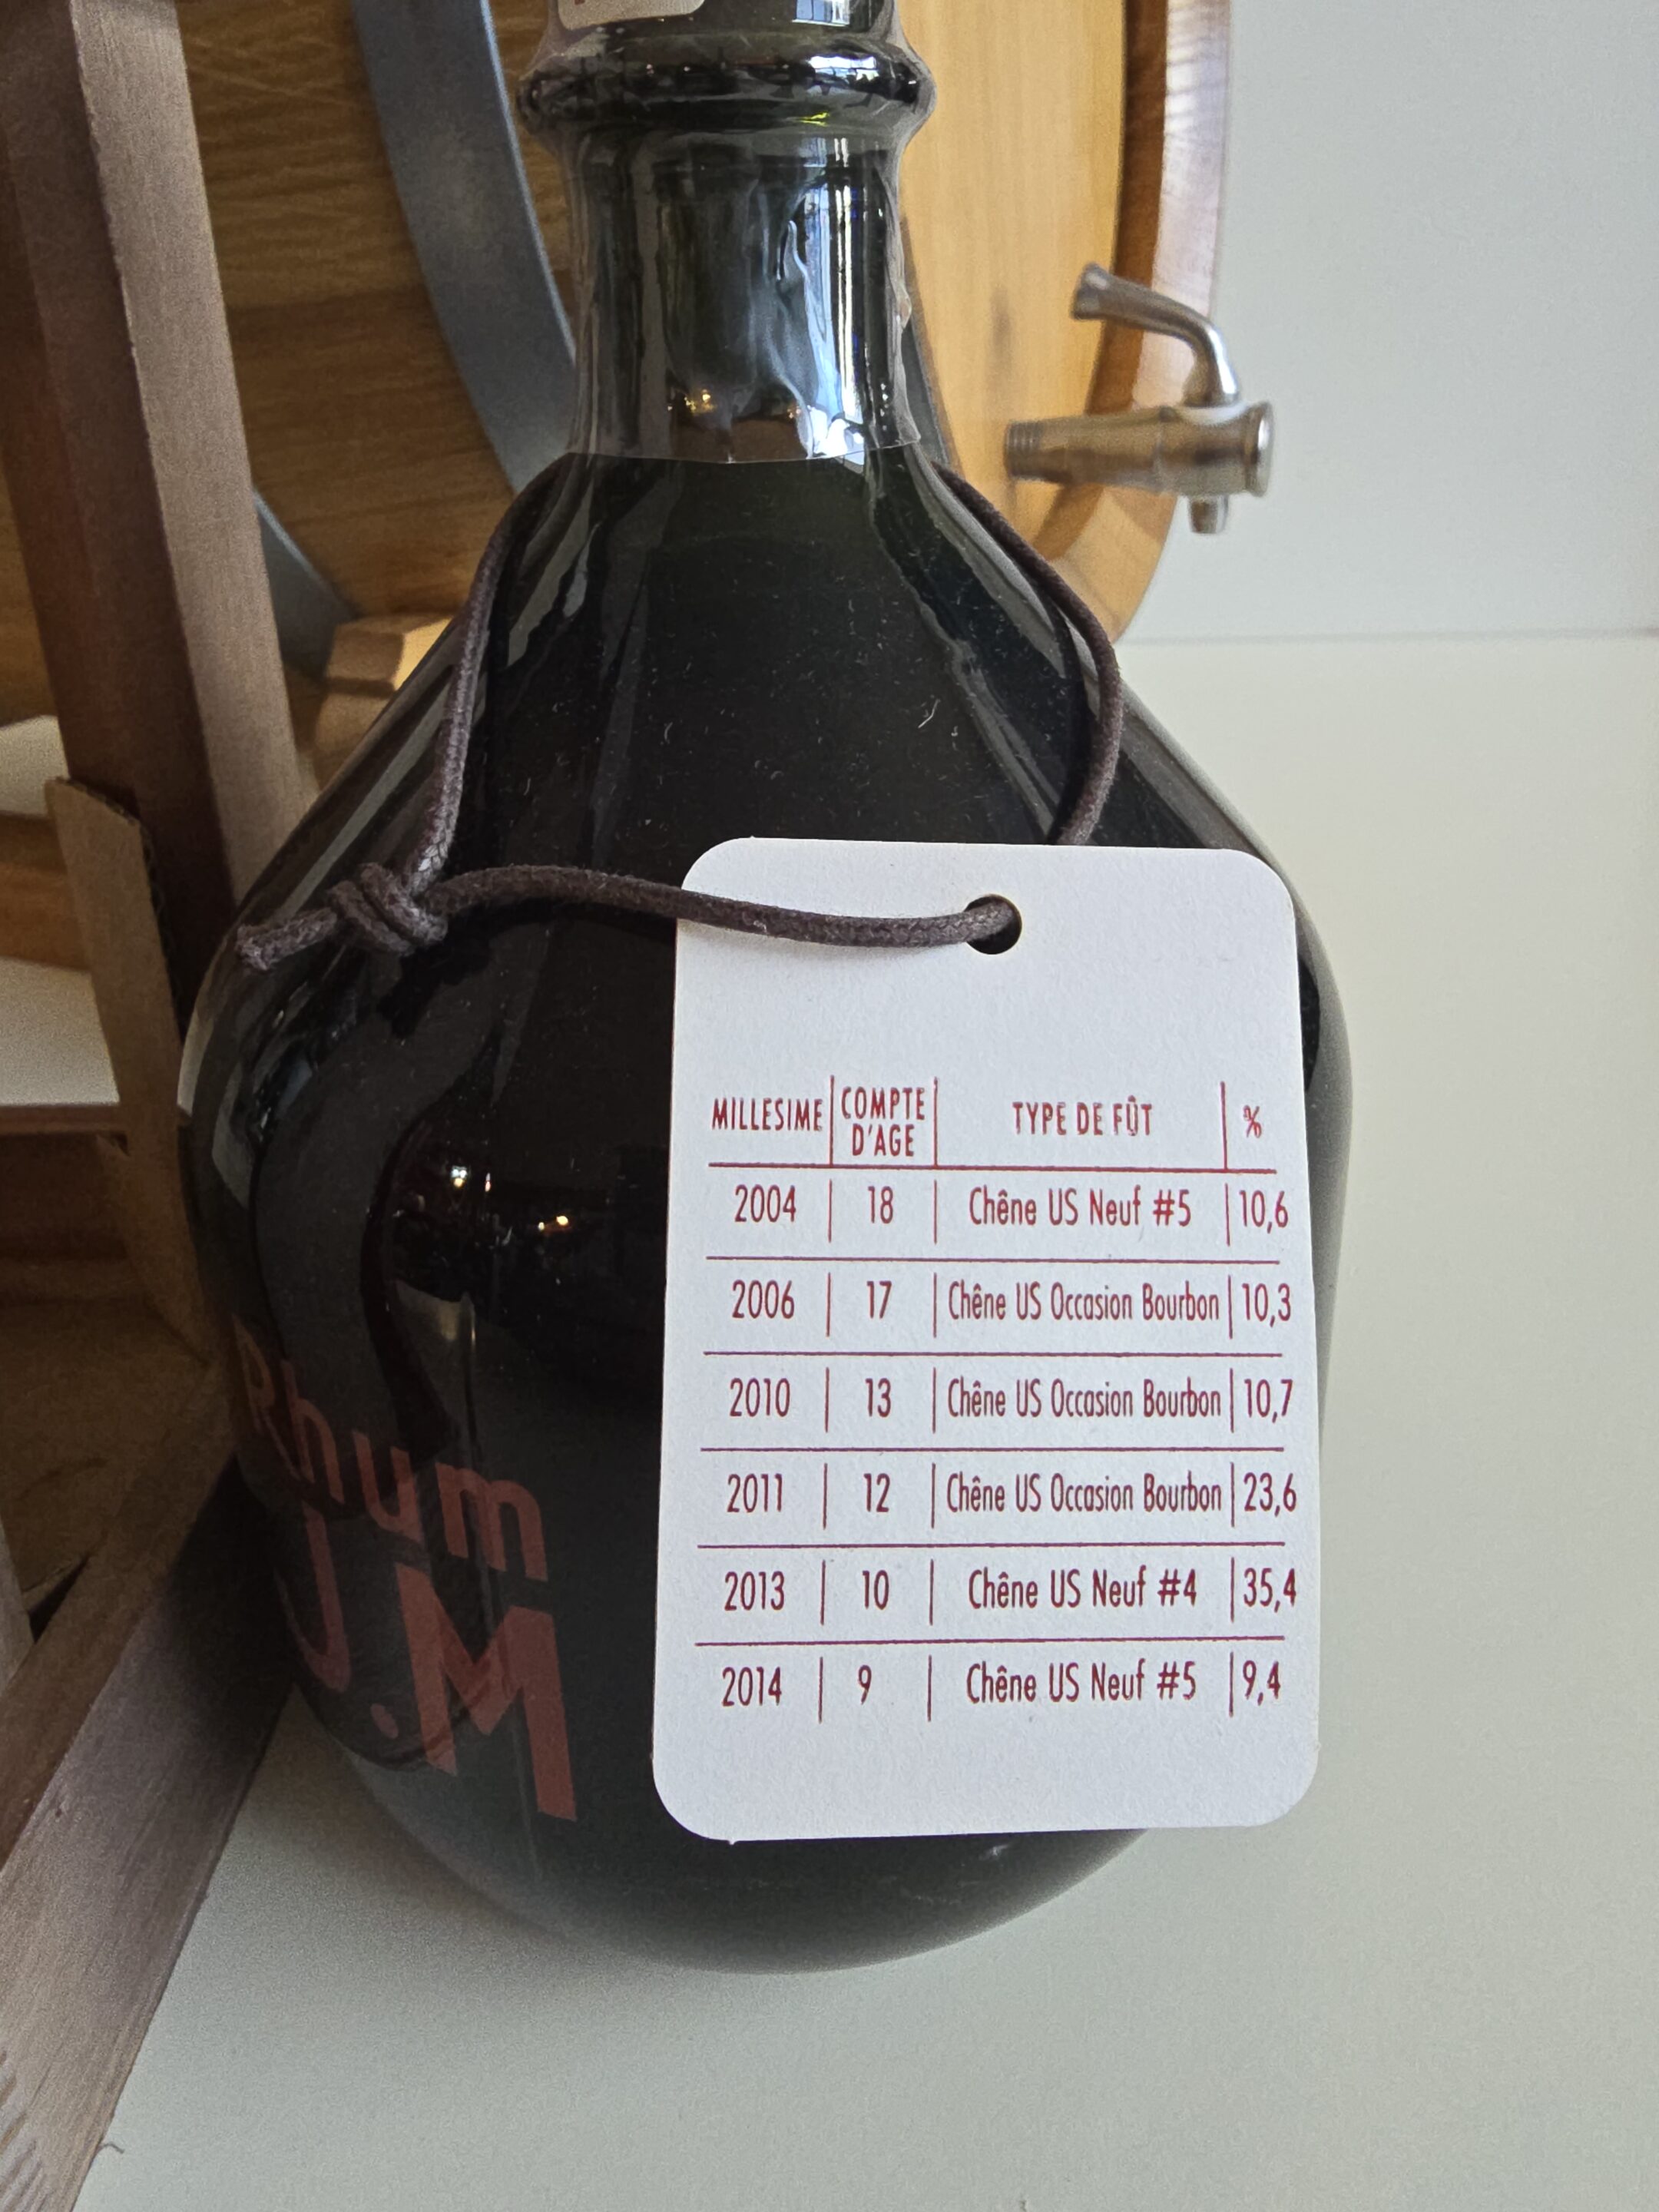 MILLESIME | COMPTE D'AGE | TYPE DE FÛT | %
2004 | 18 | Chêne US Neuf #5 | 10,6
2006 | 17 | Chêne US Occasion Bourbon | 10,3
2010 | 13 | Chêne US Occasion Bourbon | 10,7
2011 | 12 | Chêne US Occasion Bourbon | 23,6
2013 | 10 | Chêne US Neuf #4 | 35,4
2014 | 9 | Chêne US Neuf #5 | 9,4
Rhum
J.M